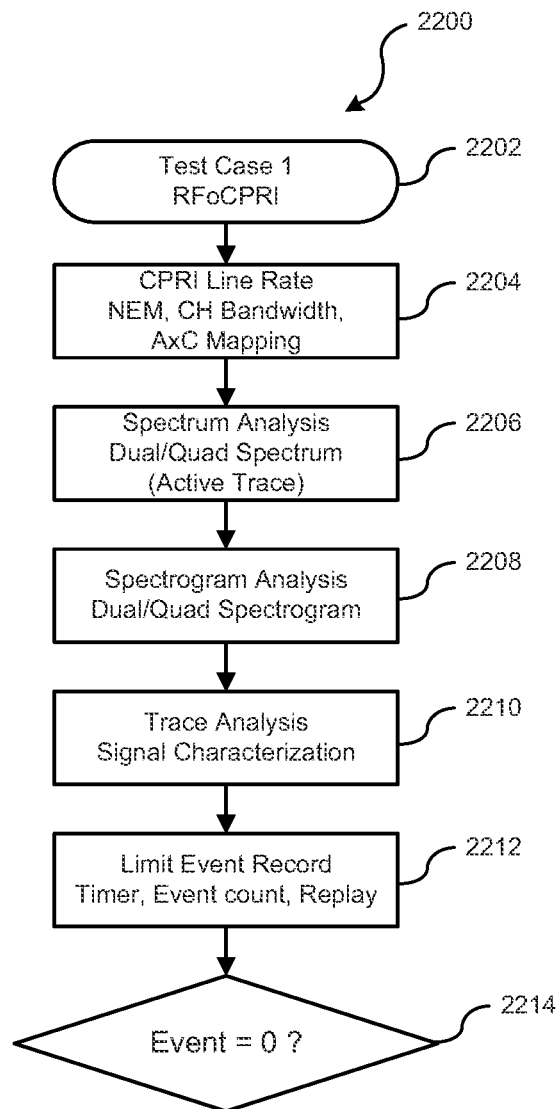 2200
Test Case 1
RFoCPRI
2202
CPRI Line Rate
NEM, CH Bandwidth,
AxC Mapping
2204
Spectrum Analysis
Dual/Quad Spectrum
(Active Trace)
2206
Spectrogram Analysis
Dual/Quad Spectrogram
2208
Trace Analysis
Signal Characterization
2210
Limit Event Record
Timer, Event count, Replay
2212
Event = 0 ?
2214